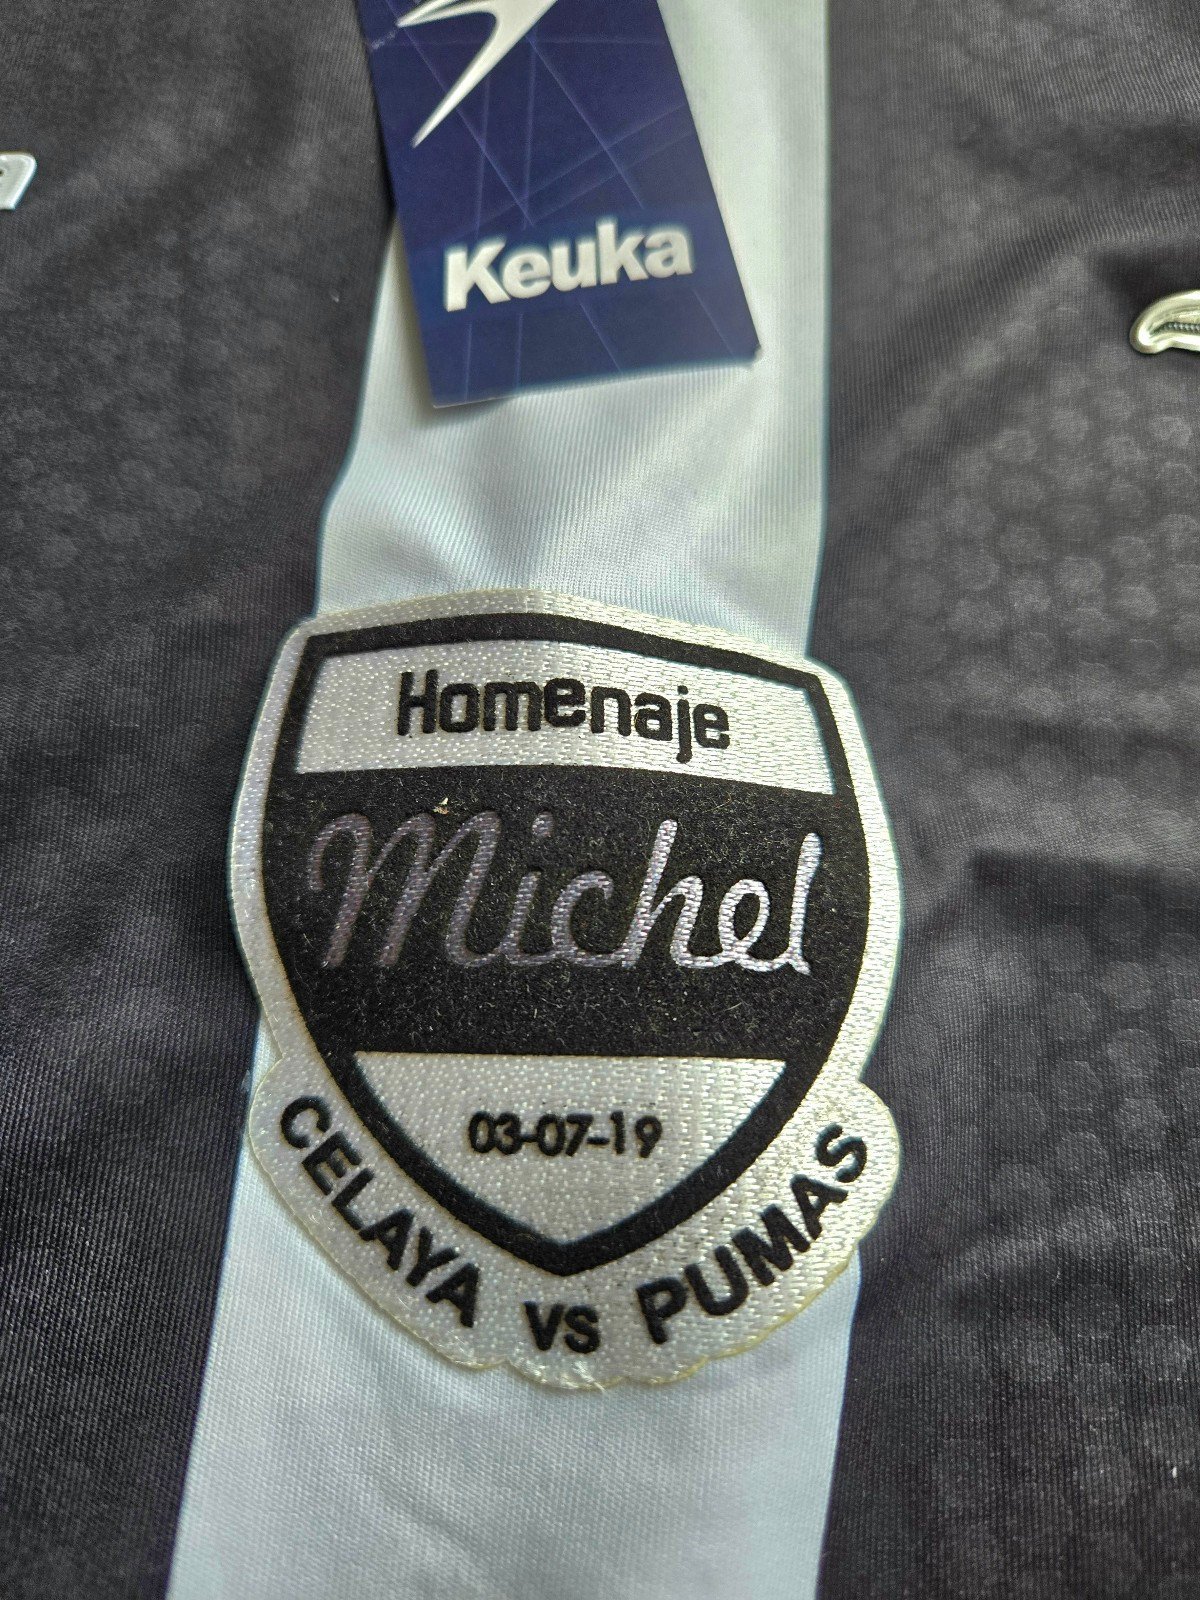 Keuka
Homenaje
Michel
03-07-19
CELAYA vs PUMAS